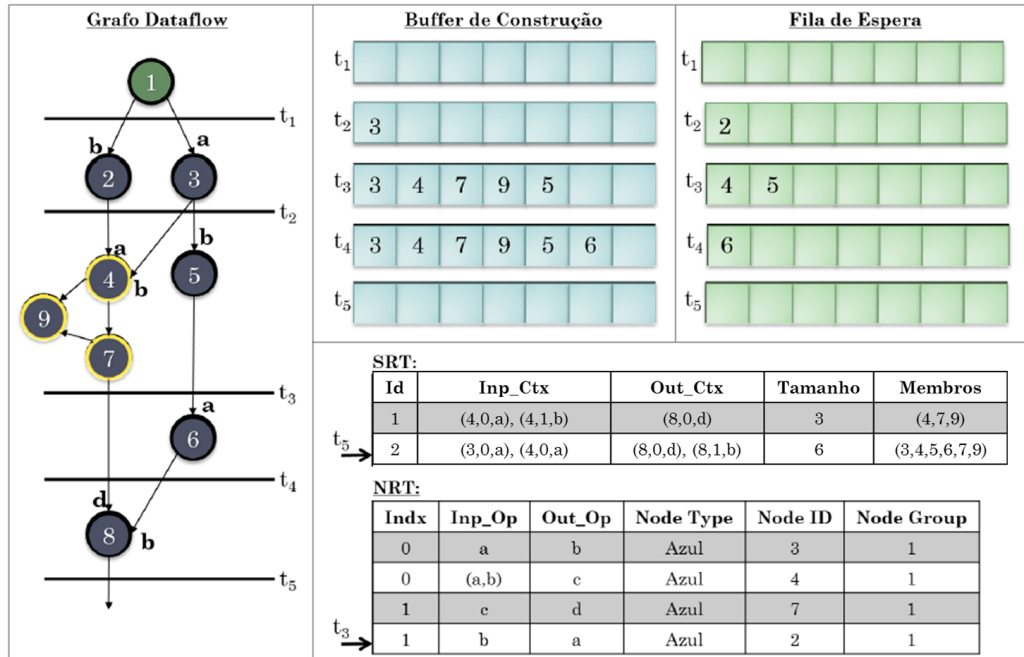 Grafo Dataflow
1
t1
b
a
2
3
t2
a
b
4
b
5
9
7
t3
a
6
t4
d
8
b
t5
Buffer de Construção
t1
t2 3
t3 3 4 7 9 5
t4 3 4 7 9 5 6
t5
Fila de Espera
t1
t2 2
t3 4 5
t4 6
t5
SRT:
Id Inp_Ctx Out_Ctx Tamanho Membros
1 (4,0,a), (4,1,b) (8,0,d) 3 (4,7,9)
t5 2 (3,0,a), (4,0,a) (8,0,d), (8,1,b) 6 (3,4,5,6,7,9)
NRT:
Indx Inp_Op Out_Op Node Type Node ID Node Group
0 a b Azul 3 1
0 (a,b) c Azul 4 1
1 c d Azul 7 1
t3 1 b a Azul 2 1